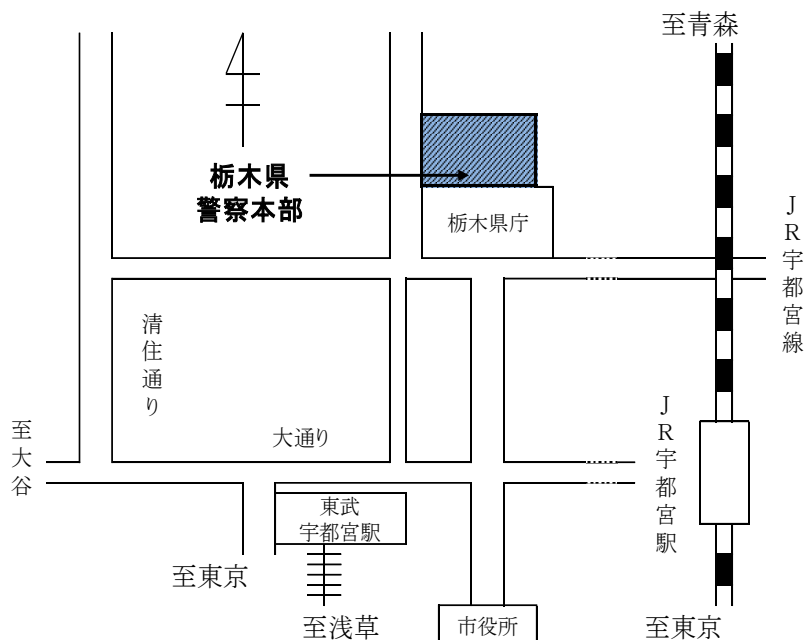 至青森
栃木県
警察本部
栃木県庁
JR宇都宮線
清住通り
大通り
至大谷
JR宇都宮駅
東武
宇都宮駅
至東京
至浅草
市役所
至東京